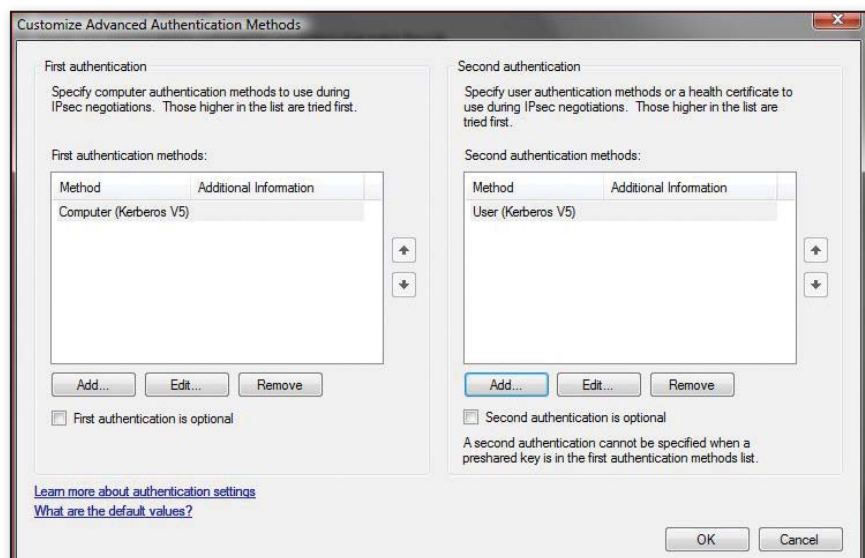 Customize Advanced Authentication Methods
First authentication
Specify computer authentication methods to use during
IPsec negotiations. Those higher in the list are tried first.
First authentication methods:
Method Additional Information
Computer (Kerberos V5)
Add... Edit... Remove
First authentication is optional
Second authentication
Specify user authentication methods or a health certificate to
use during IPsec negotiations. Those higher in the list are
tried first.
Second authentication methods:
Method Additional Information
User (Kerberos V5)
Add... Edit... Remove
Second authentication is optional
A second authentication cannot be specified when a
preshared key is in the first authentication methods list.
Learn more about authentication settings
What are the default values?
OK Cancel